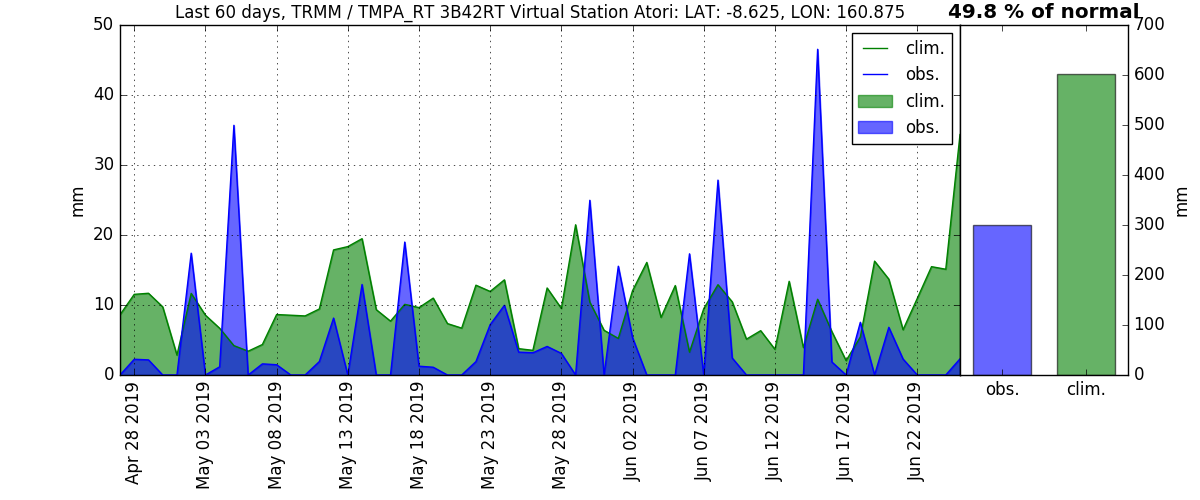 Last 60 days, TRMM / TMPA_RT 3B42RT Virtual Station Atori: LAT: -8.625, LON: 160.875
49.8 % of normal
50
40
30
20
10
0
mm
clim.
obs.
clim.
obs.
700
600
500
400
300
200
100
0
mm
Apr 28 2019
May 03 2019
May 08 2019
May 13 2019
May 18 2019
May 23 2019
May 28 2019
Jun 02 2019
Jun 07 2019
Jun 12 2019
Jun 17 2019
Jun 22 2019
obs.
clim.